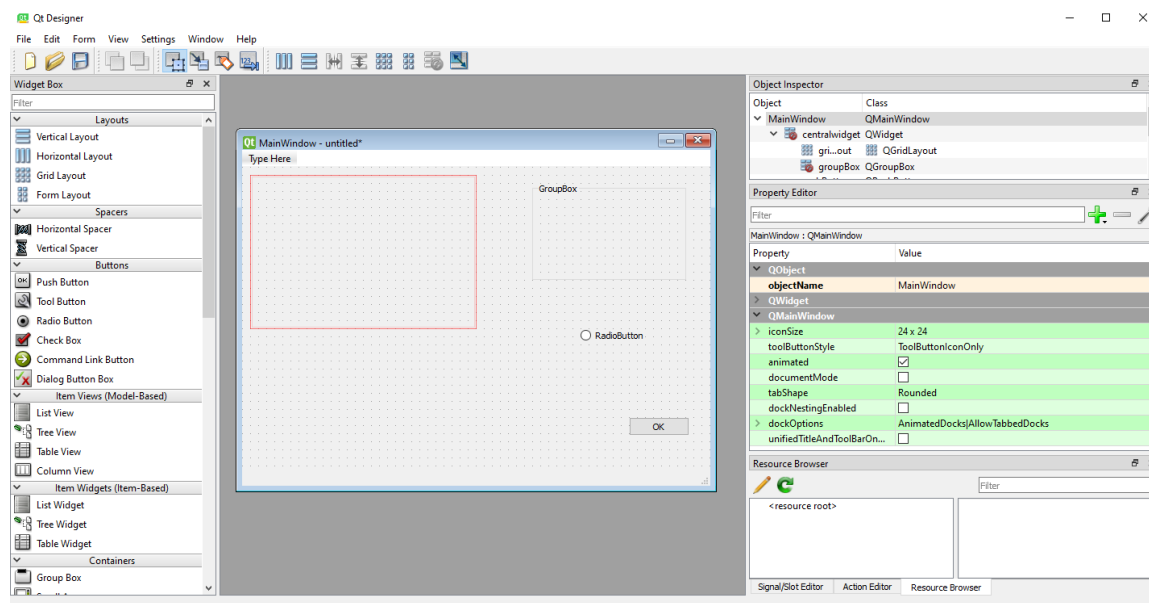 Qt Designer
File Edit Form View Settings Window Help
Widget Box
Filter
Layouts
Vertical Layout
Horizontal Layout
Grid Layout
Form Layout
Spacers
Horizontal Spacer
Vertical Spacer
Buttons
Push Button
Tool Button
Radio Button
Check Box
Command Link Button
Dialog Button Box
Item Views (Model-Based)
List View
Tree View
Table View
Column View
Item Widgets (Item-Based)
List Widget
Tree Widget
Table Widget
Containers
Group Box
MainWindow - untitled*
Type Here
GroupBox
RadioButton
OK
Object Inspector
Object Class
MainWindow QMainWindow
centralwidget QWidget
gri...out QGridLayout
groupBox QGroupBox
Property Editor
Filter
MainWindow : QMainWindow
Property Value
QObject
objectName MainWindow
QWidget
QMainWindow
iconSize 24 x 24
toolButtonStyle ToolButtonIconOnly
animated
documentMode
tabShape Rounded
dockNestingEnabled
dockOptions AnimatedDocks|AllowTabbedDocks
unifiedTitleAndToolBarOn...
Resource Browser
Filter
<resource root>
Signal/Slot Editor Action Editor Resource Browser